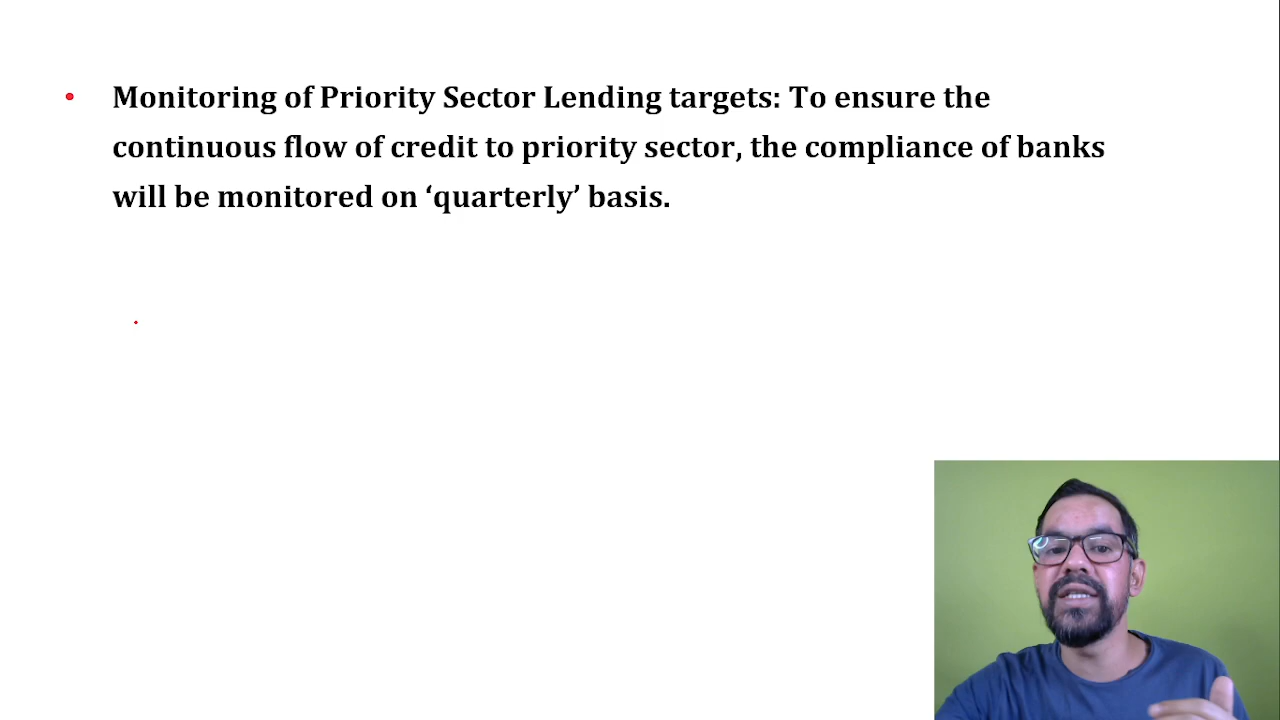 • Monitoring of Priority Sector Lending targets: To ensure the
continuous flow of credit to priority sector, the compliance of banks
will be monitored on ‘quarterly’ basis.